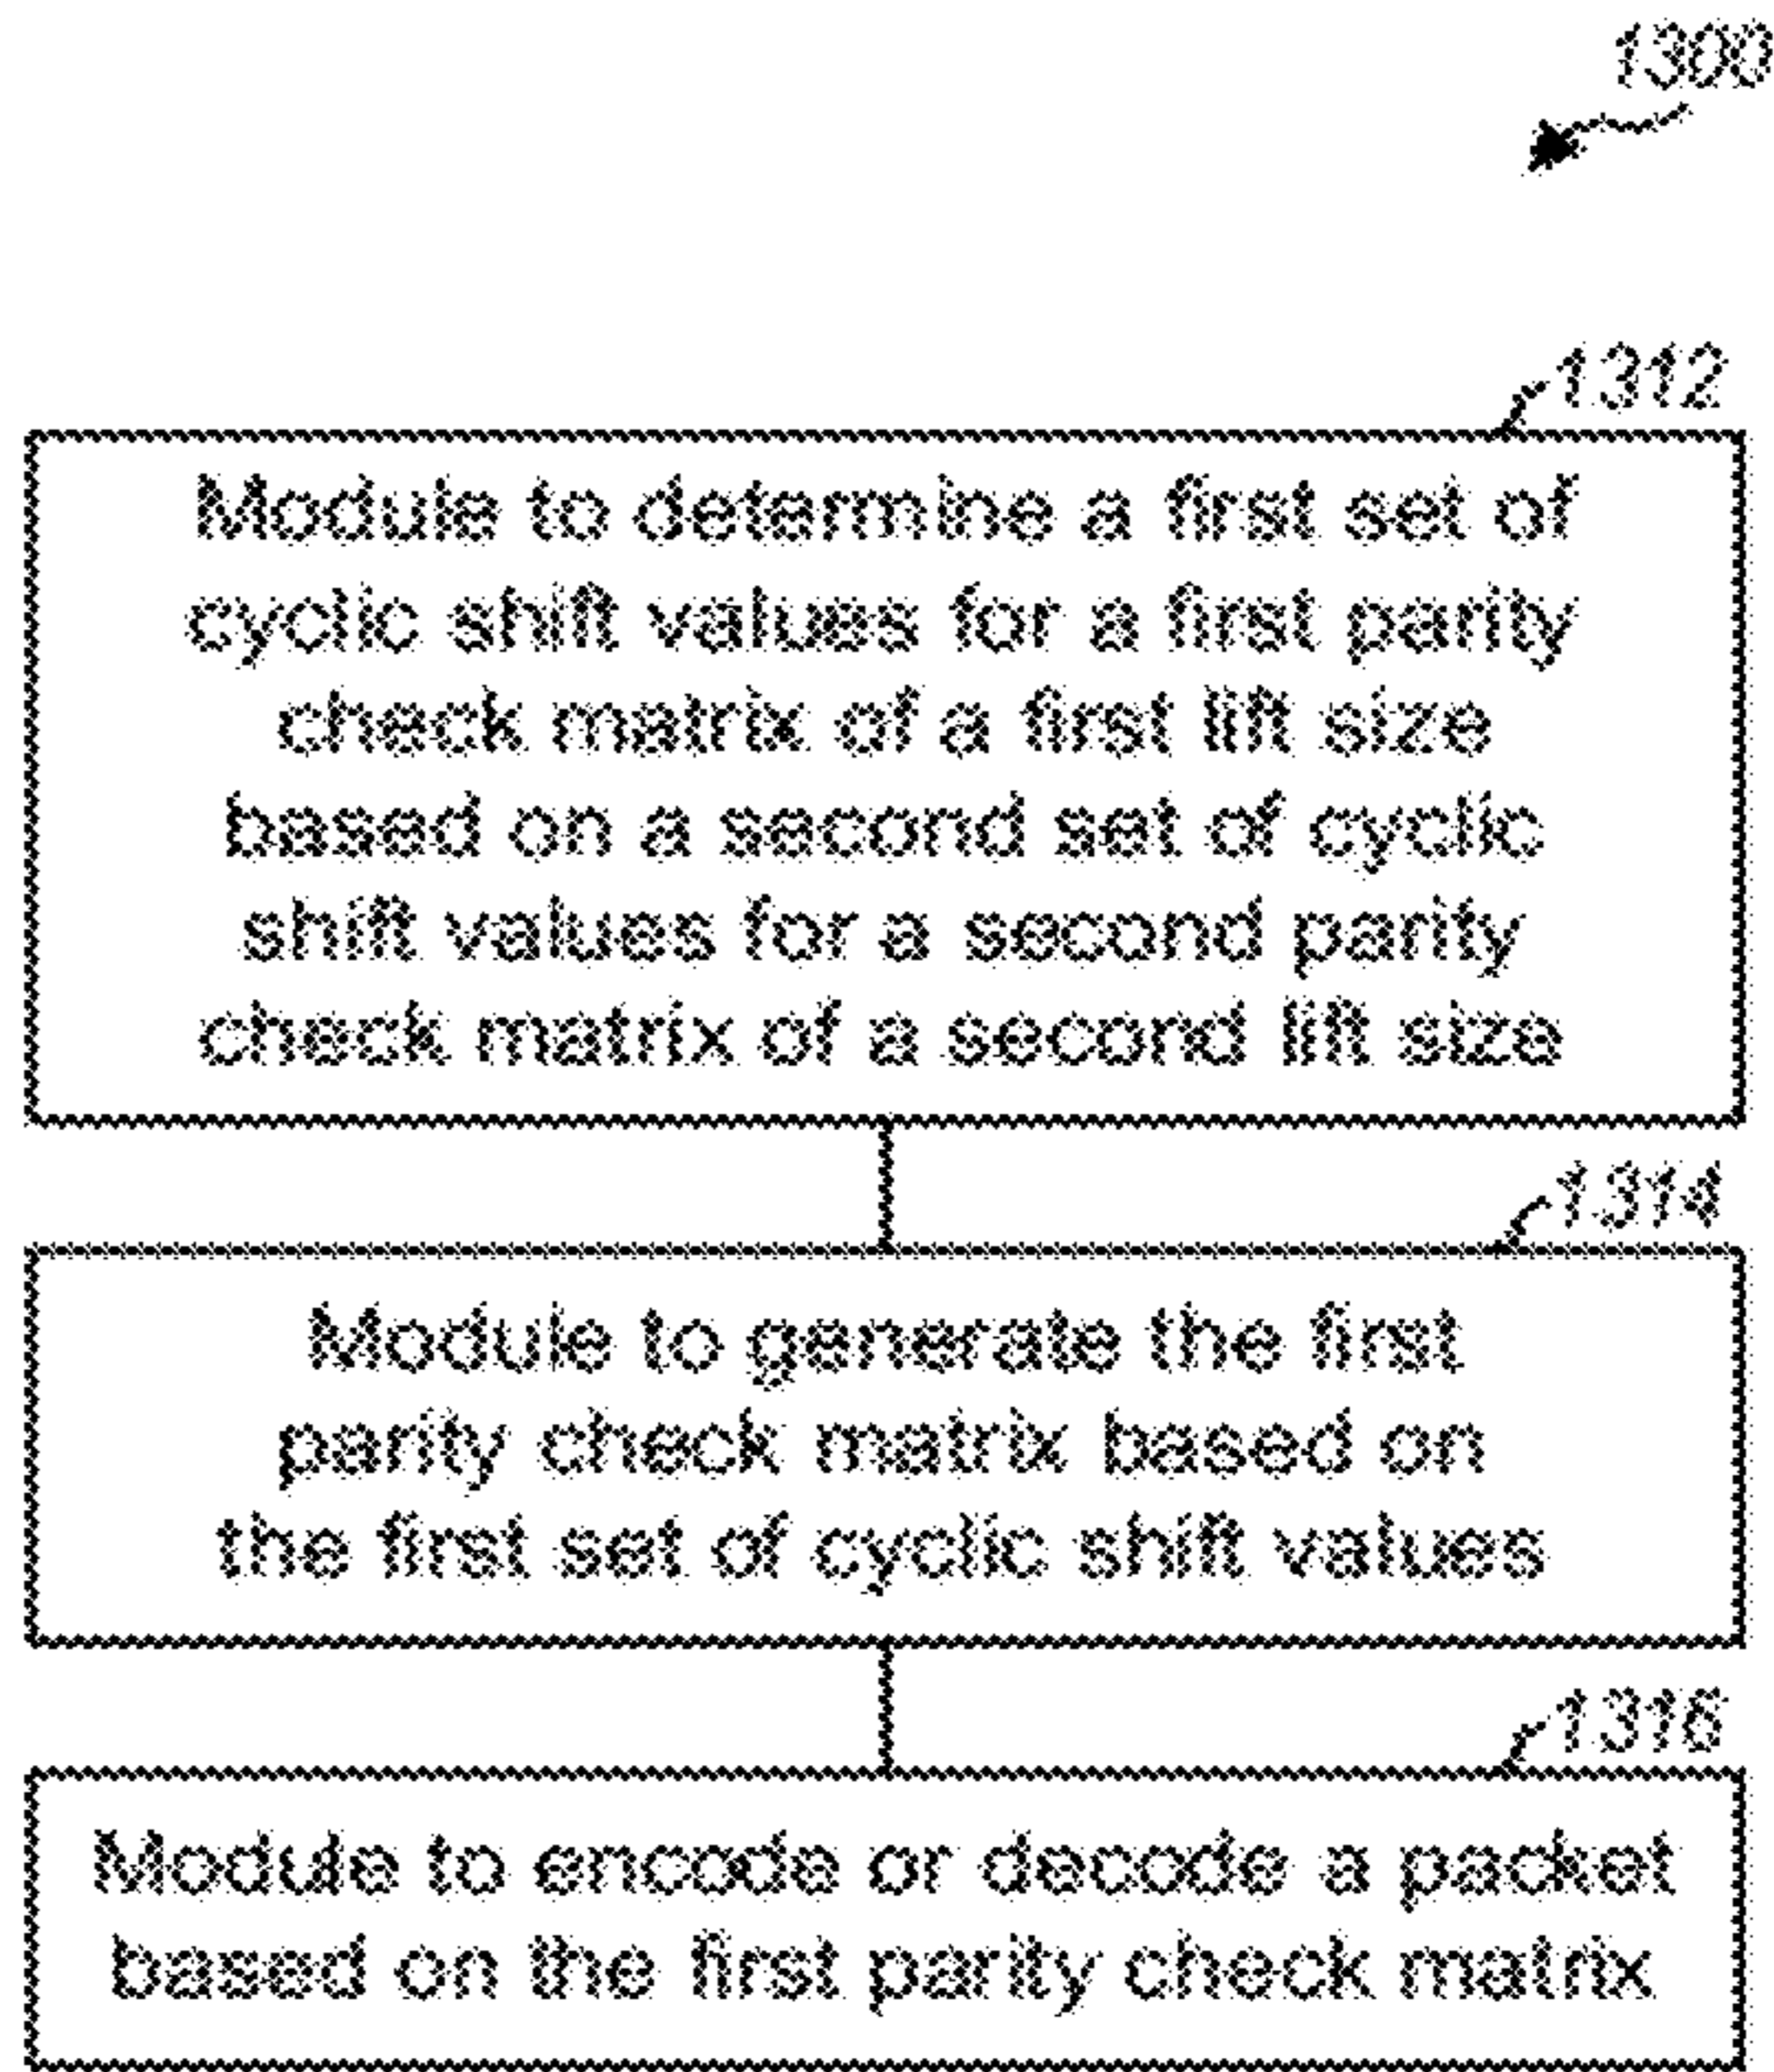 1300
1312
Module to determine a first set of
cyclic shift values for a first parity
check matrix of a first lift size
based on a second set of cyclic
shift values for a second parity
check matrix of a second lift size
1314
Module to generate the first
parity check matrix based on
the first set of cyclic shift values
1316
Module to encode or decode a packet
based on the first parity check matrix